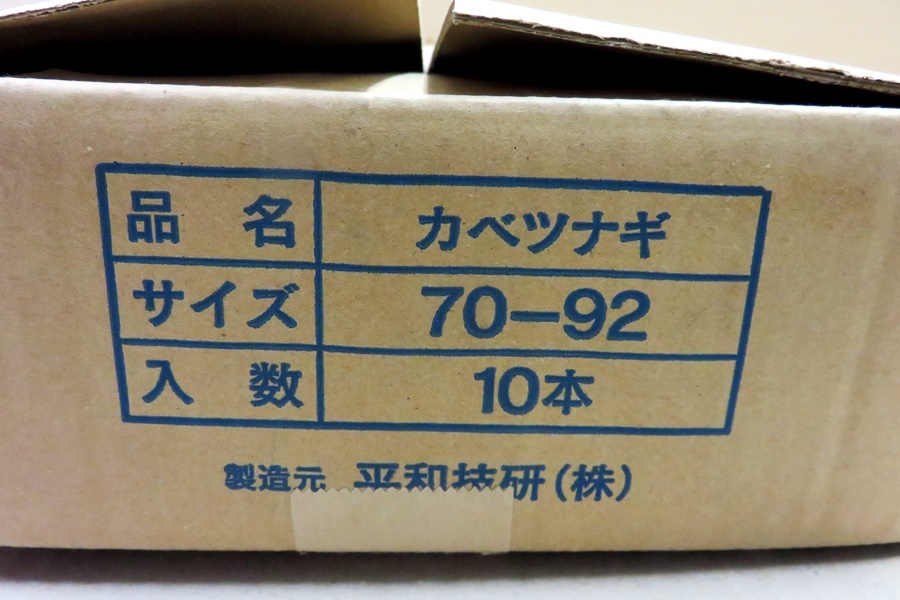 品名 カベツナギ
サイズ 70-92
入数 10本
製造元 平和技研(株)